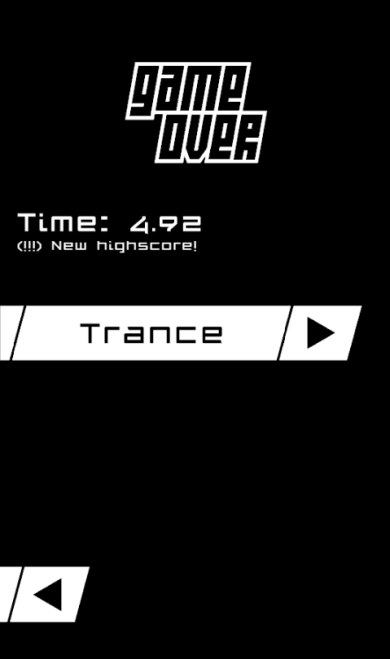 game
over
Time: 4.92
(!!!) New highscore!
Trance